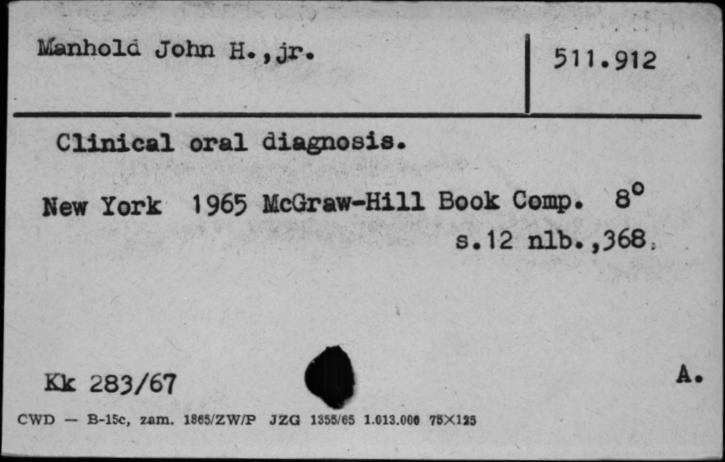 Manhold John H.,jr.
511.912
Clinical oral diagnosis.
New York 1965 McGraw-Hill Book Comp. 8°
s.12 nlb.,368.
Kk 283/67
A.
CWD — B-15c, zam. 1865/ZW/P JZG 1355/65 1.013.000 75X125